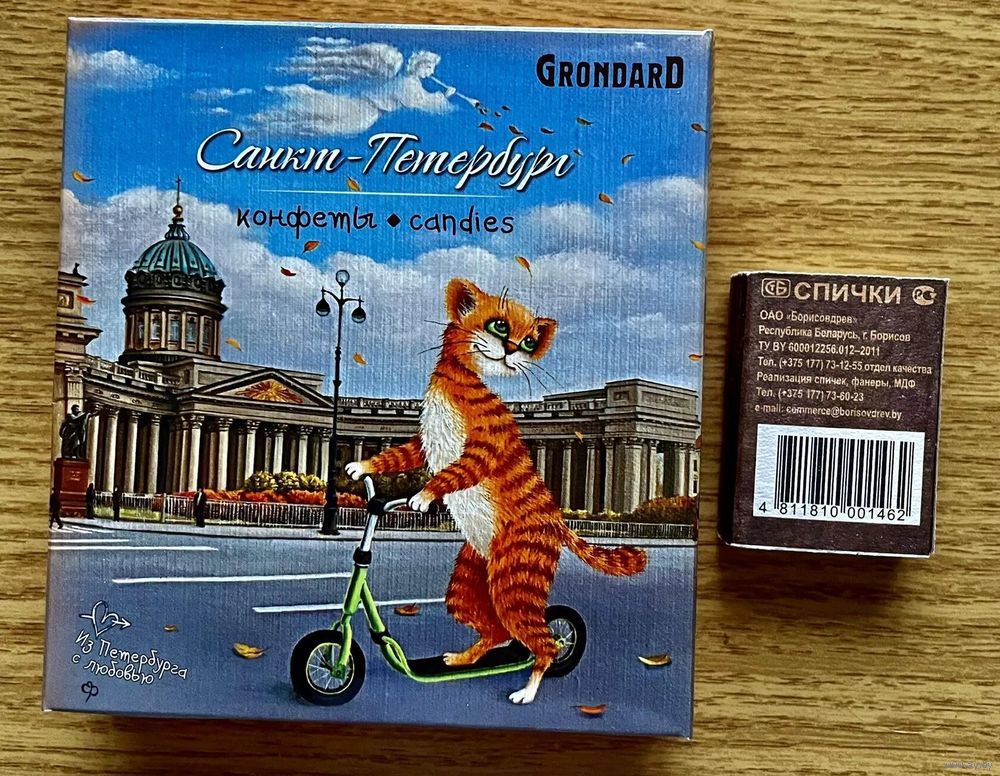 GRONDARD
Санкт-Петербург
конфеты ◆ candies
Из Петербурга
с любовью
СПИЧКИ
ОАО «Борисовдрев»
Республика Беларусь, г. Борисов
ТУ BY 600012256.012–2011
Тел. (+375 177) 73-12-55 отдел качества
Реализация спичек, фанеры, МДФ
Тел. (+375 177) 73-60-23
e-mail: commerce@borisovdrev.by
4 811810 001462